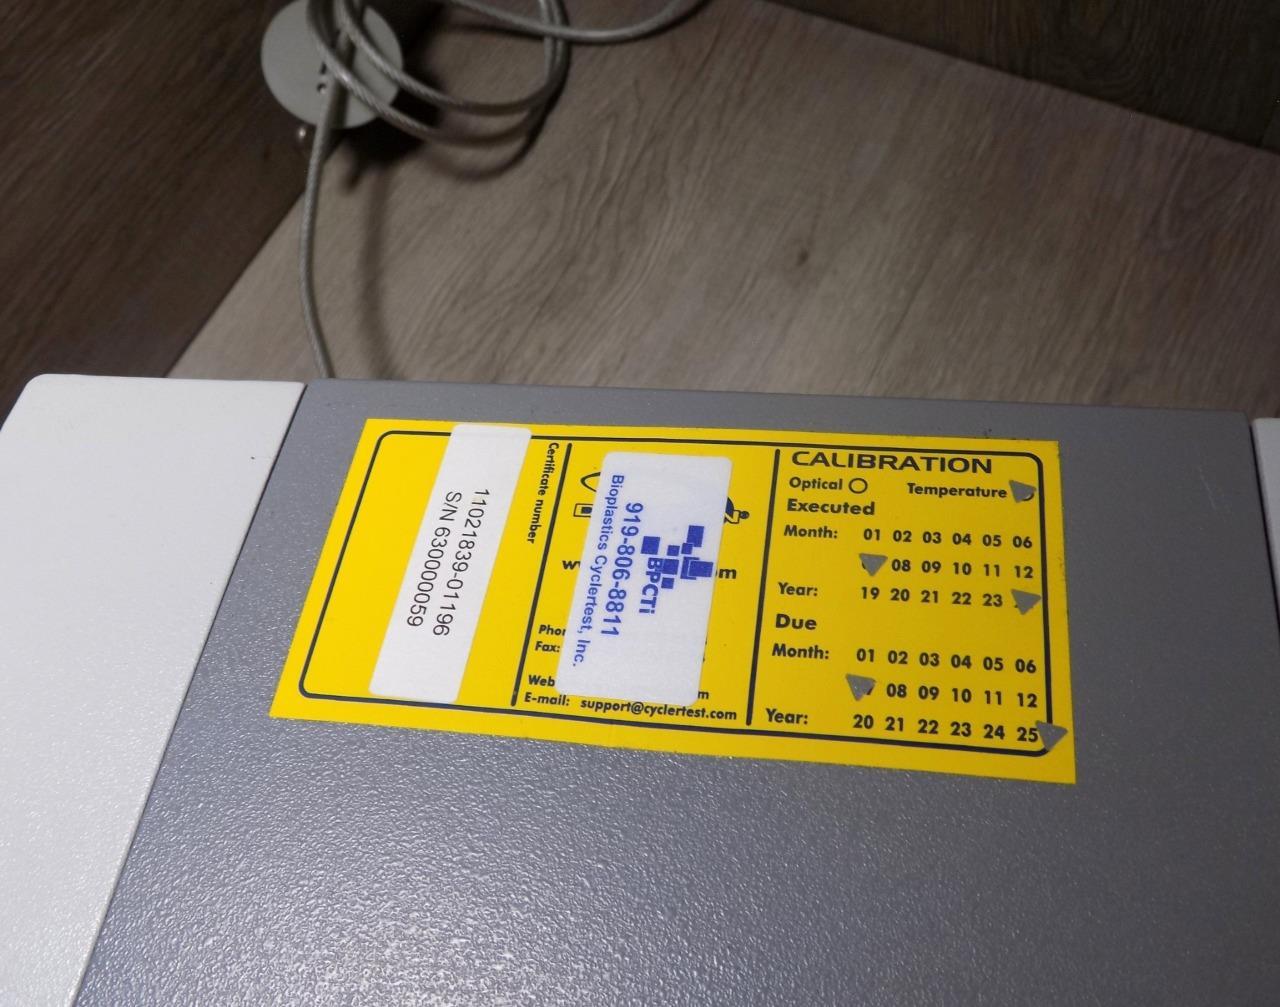 11021839-01196
S/N 630000059
Certificate number
BPCTi
919-806-8811
Bioplastics Cyclertest, Inc.
E-mail: support@cyclertest.com
Fax:
CALIBRATION
Optical Temperature
Executed
Month: 01 02 03 04 05 06
08 09 10 11 12
Year: 19 20 21 22 23
Due
Month: 01 02 03 04 05 06
08 09 10 11 12
Year: 20 21 22 23 24 25